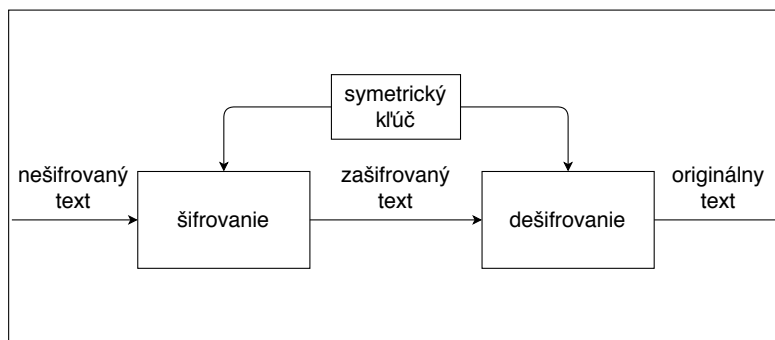 symetrický
kľúč
nešifrovaný
text
šifrovanie
zašifrovaný
text
dešifrovanie
originálny
text